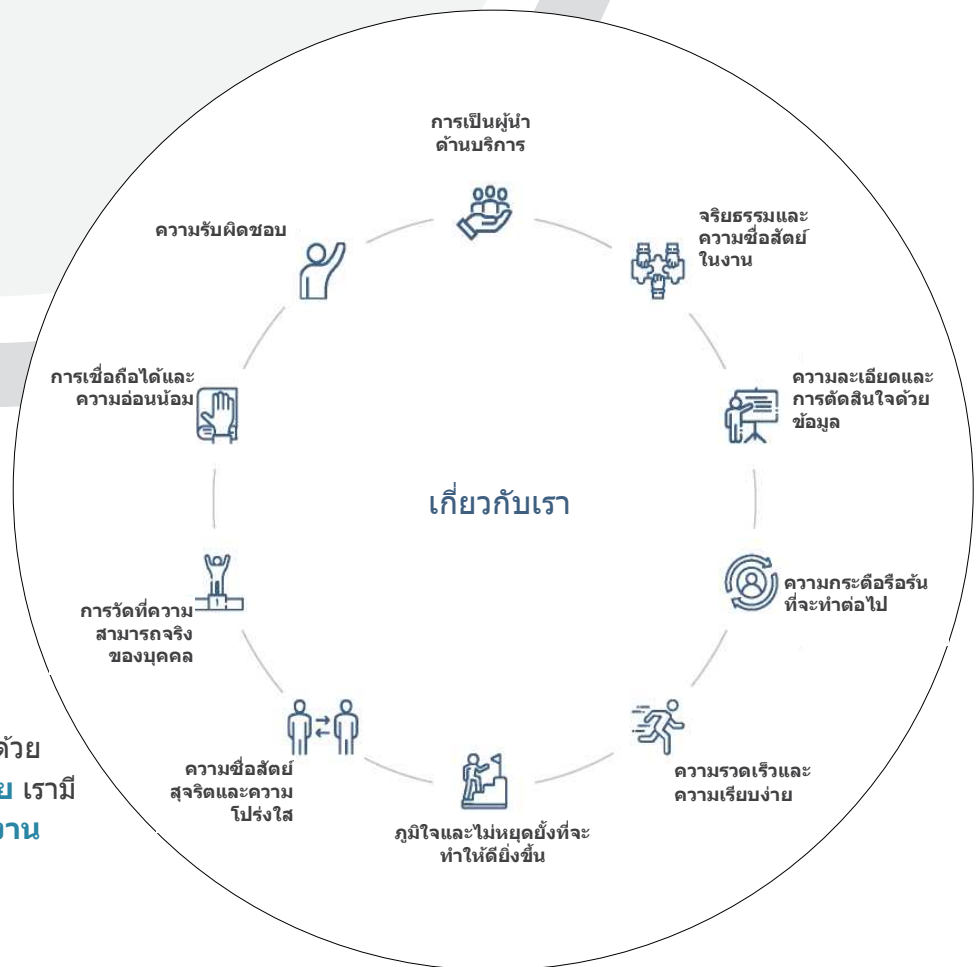 การเป็นผู้นำ
ด้านบริการ
จริยธรรมและ
ความซื่อสัตย์
ในงาน
ความละเอียดและ
การตัดสินใจด้วย
ข้อมูล
ความกระตือรือร้น
ที่จะทำต่อไป
ความรวดเร็วและ
ความเรียบง่าย
ภูมิใจและไม่หยุดยั้งที่จะ
ทำให้ดียิ่งขึ้น
ความซื่อสัตย์
สุจริตและความ
โปร่งใส
การวัดที่ความ
สามารถจริง
ของบุคคล
การเชื่อถือได้และ
ความอ่อนน้อม
ความรับผิดชอบ
เกี่ยวกับเรา
ด้วย
เรามี